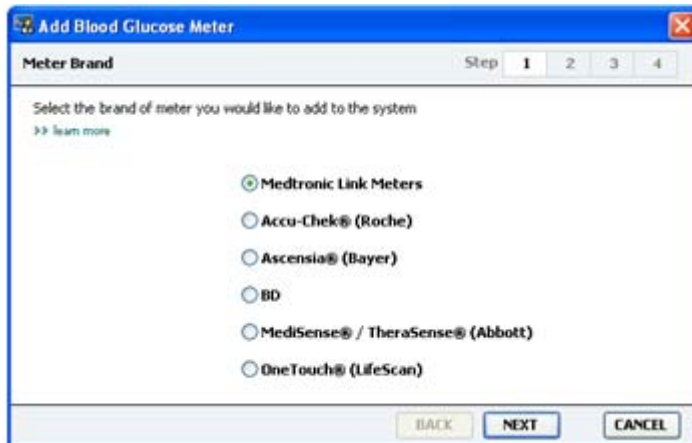 Add Blood Glucose Meter
Meter Brand Step 1 2 3 4
Select the brand of meter you would like to add to the system
>> learn more
Medtronic Link Meters
Accu-Chek® (Roche)
Ascensia® (Bayer)
BD
MediSense® / TheraSense® (Abbott)
OneTouch® (LifeScan)
BACK NEXT CANCEL